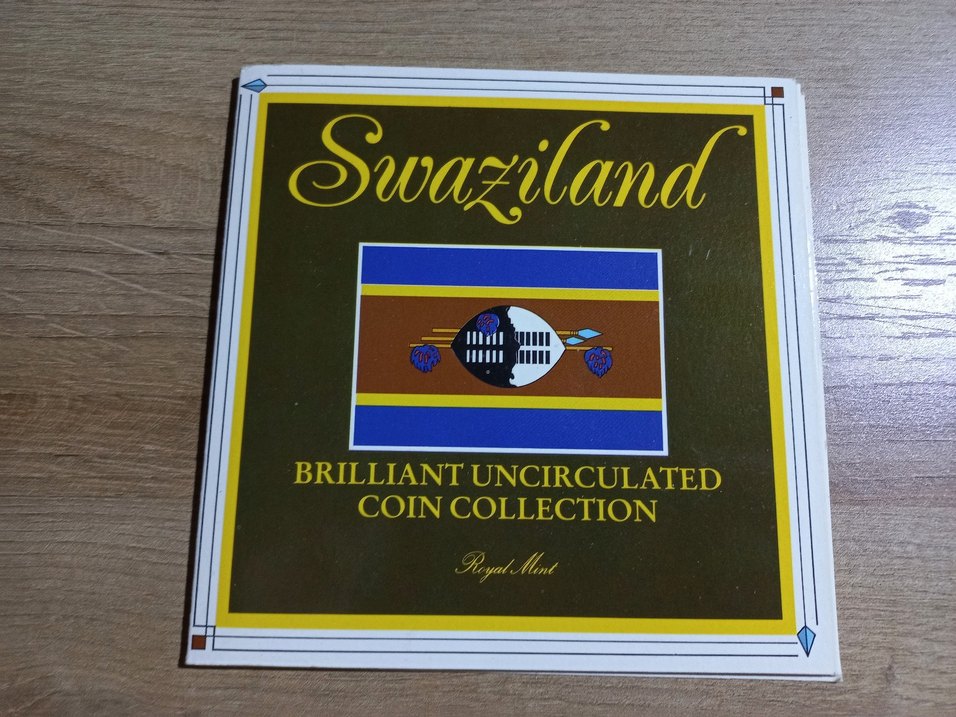 Swaziland
BRILLIANT UNCIRCULATED
COIN COLLECTION
Royal Mint